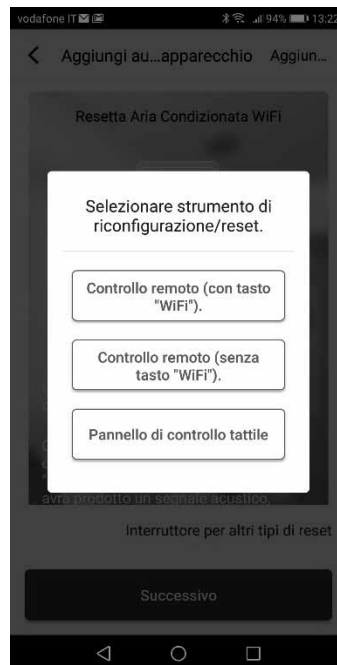 vodafone IT 94% 13:22
Aggiungi au...apparecchio Aggiun...
Resetta Aria Condizionata WiFi
Selezionare strumento di
riconfigurazione/reset.
Controllo remoto (con tasto
"WiFi").
Controllo remoto (senza
tasto "WiFi").
Pannello di controllo tattile
avrà prodotto un segnale acustico.
Interruttore per altri tipi di reset
Successivo